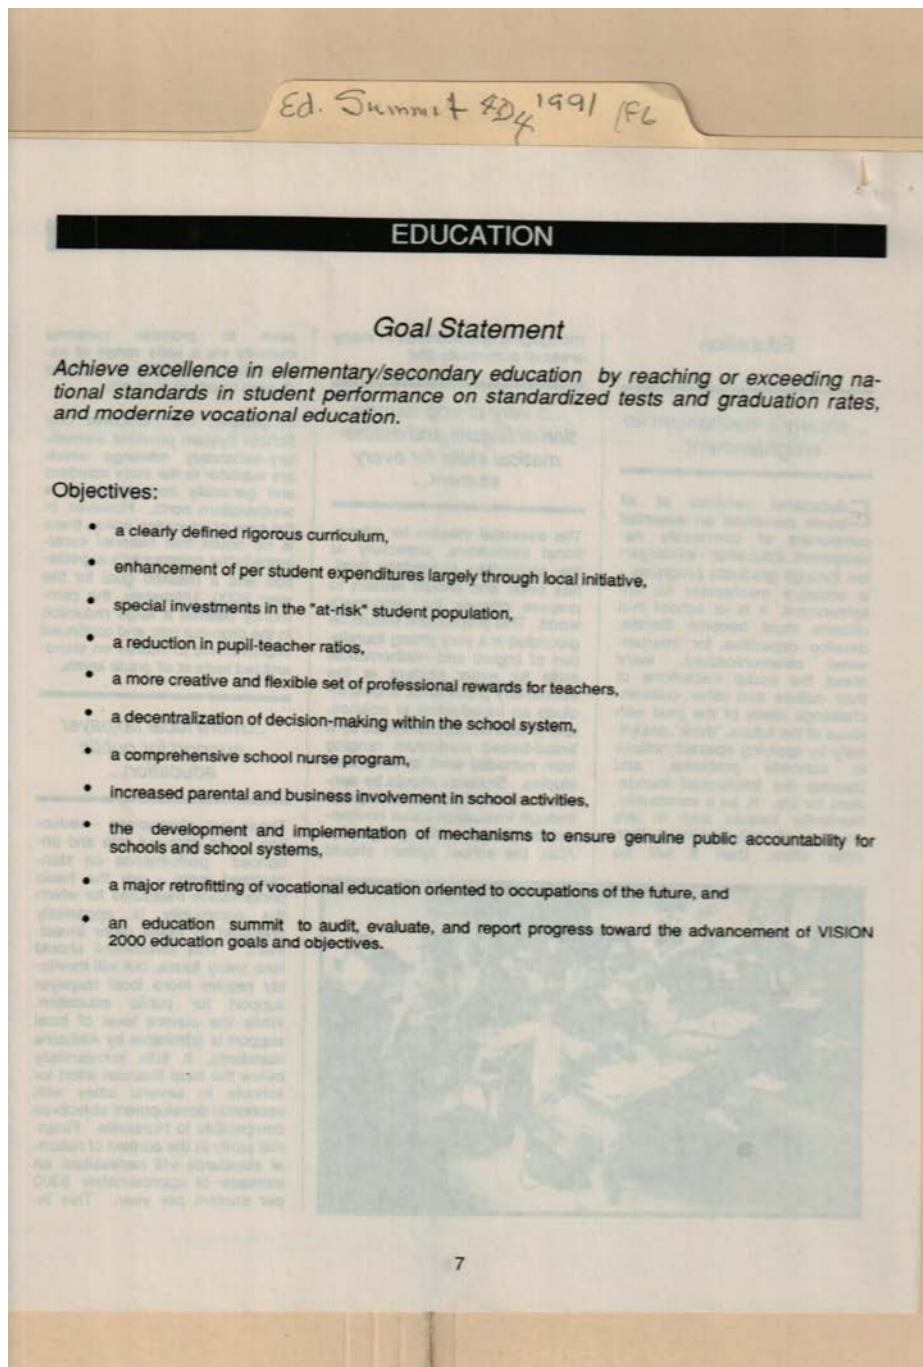 Ed. Summit 4D4 1991 F6
EDUCATION
Goal Statement
Achieve excellence in elementary/secondary education by reaching or exceeding na-
tional standards in student performance on standardized tests and graduation rates,
and modernize vocational education.
Objectives:
• a clearly defined rigorous curriculum,
• enhancement of per student expenditures largely through local initiative,
• special investments in the "at-risk" student population,
• a reduction in pupil-teacher ratios,
• a more creative and flexible set of professional rewards for teachers,
• a decentralization of decision-making within the school system,
• a comprehensive school nurse program,
• increased parental and business involvement in school activities,
• the development and implementation of mechanisms to ensure genuine public accountability for
schools and school systems,
• a major retrofitting of vocational education oriented to occupations of the future, and
• an education summit to audit, evaluate, and report progress toward the advancement of VISION
2000 education goals and objectives.
7